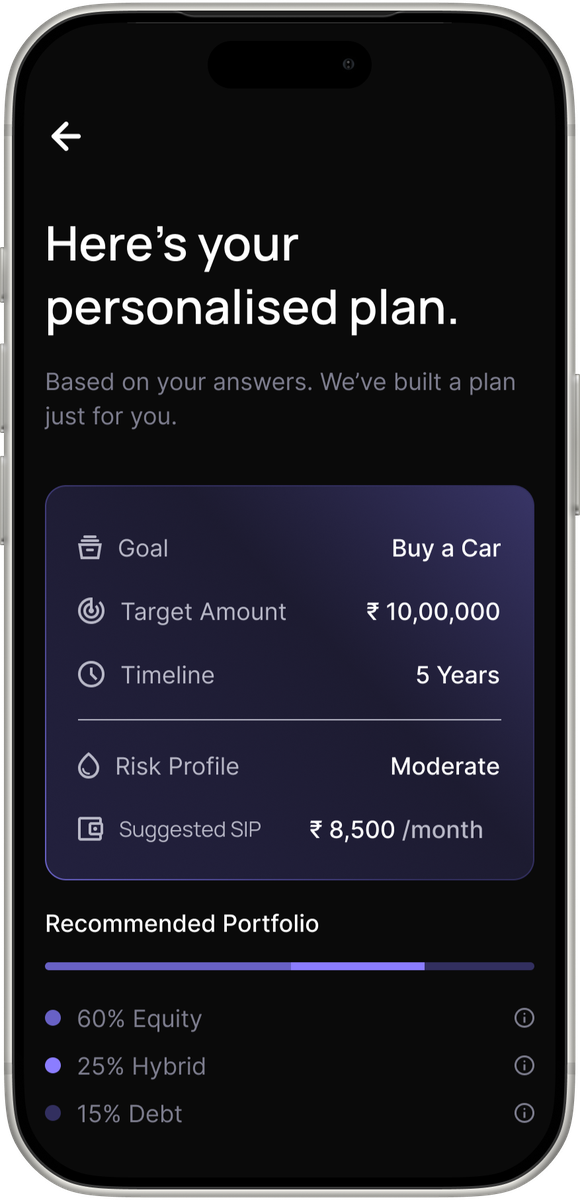 Here’s your
personalised plan.
Based on your answers. We’ve built a plan
just for you.
Goal Buy a Car
Target Amount ₹ 10,00,000
Timeline 5 Years
Risk Profile Moderate
Suggested SIP ₹ 8,500 /month
Recommended Portfolio
60% Equity
25% Hybrid
15% Debt